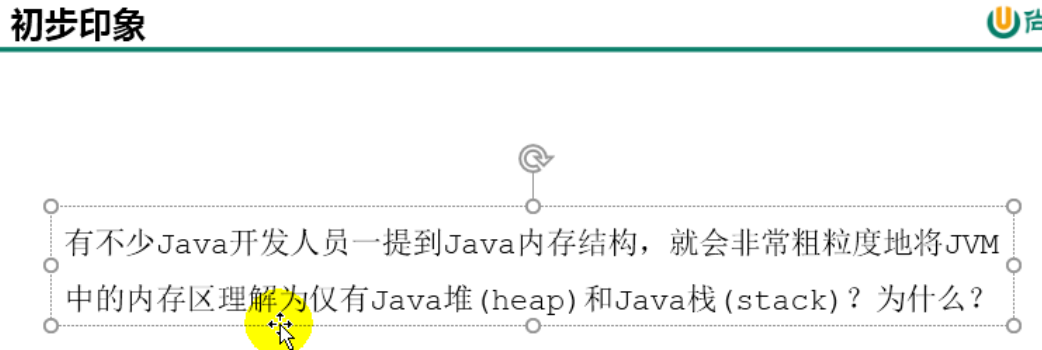 初步印象
尚
有不少Java开发人员一提到Java内存结构，就会非常粗粒度地将JVM
中的内存区理解为仅有Java堆(heap)和Java栈(stack)？为什么？